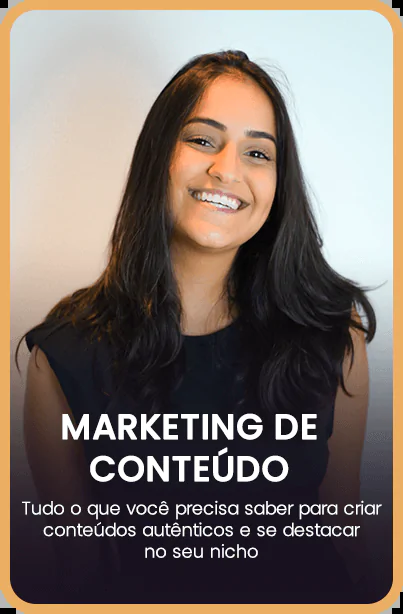 MARKETING DE
CONTEÚDO
Tudo o que você precisa saber para criar
conteúdos autênticos e se destacar
no seu nicho